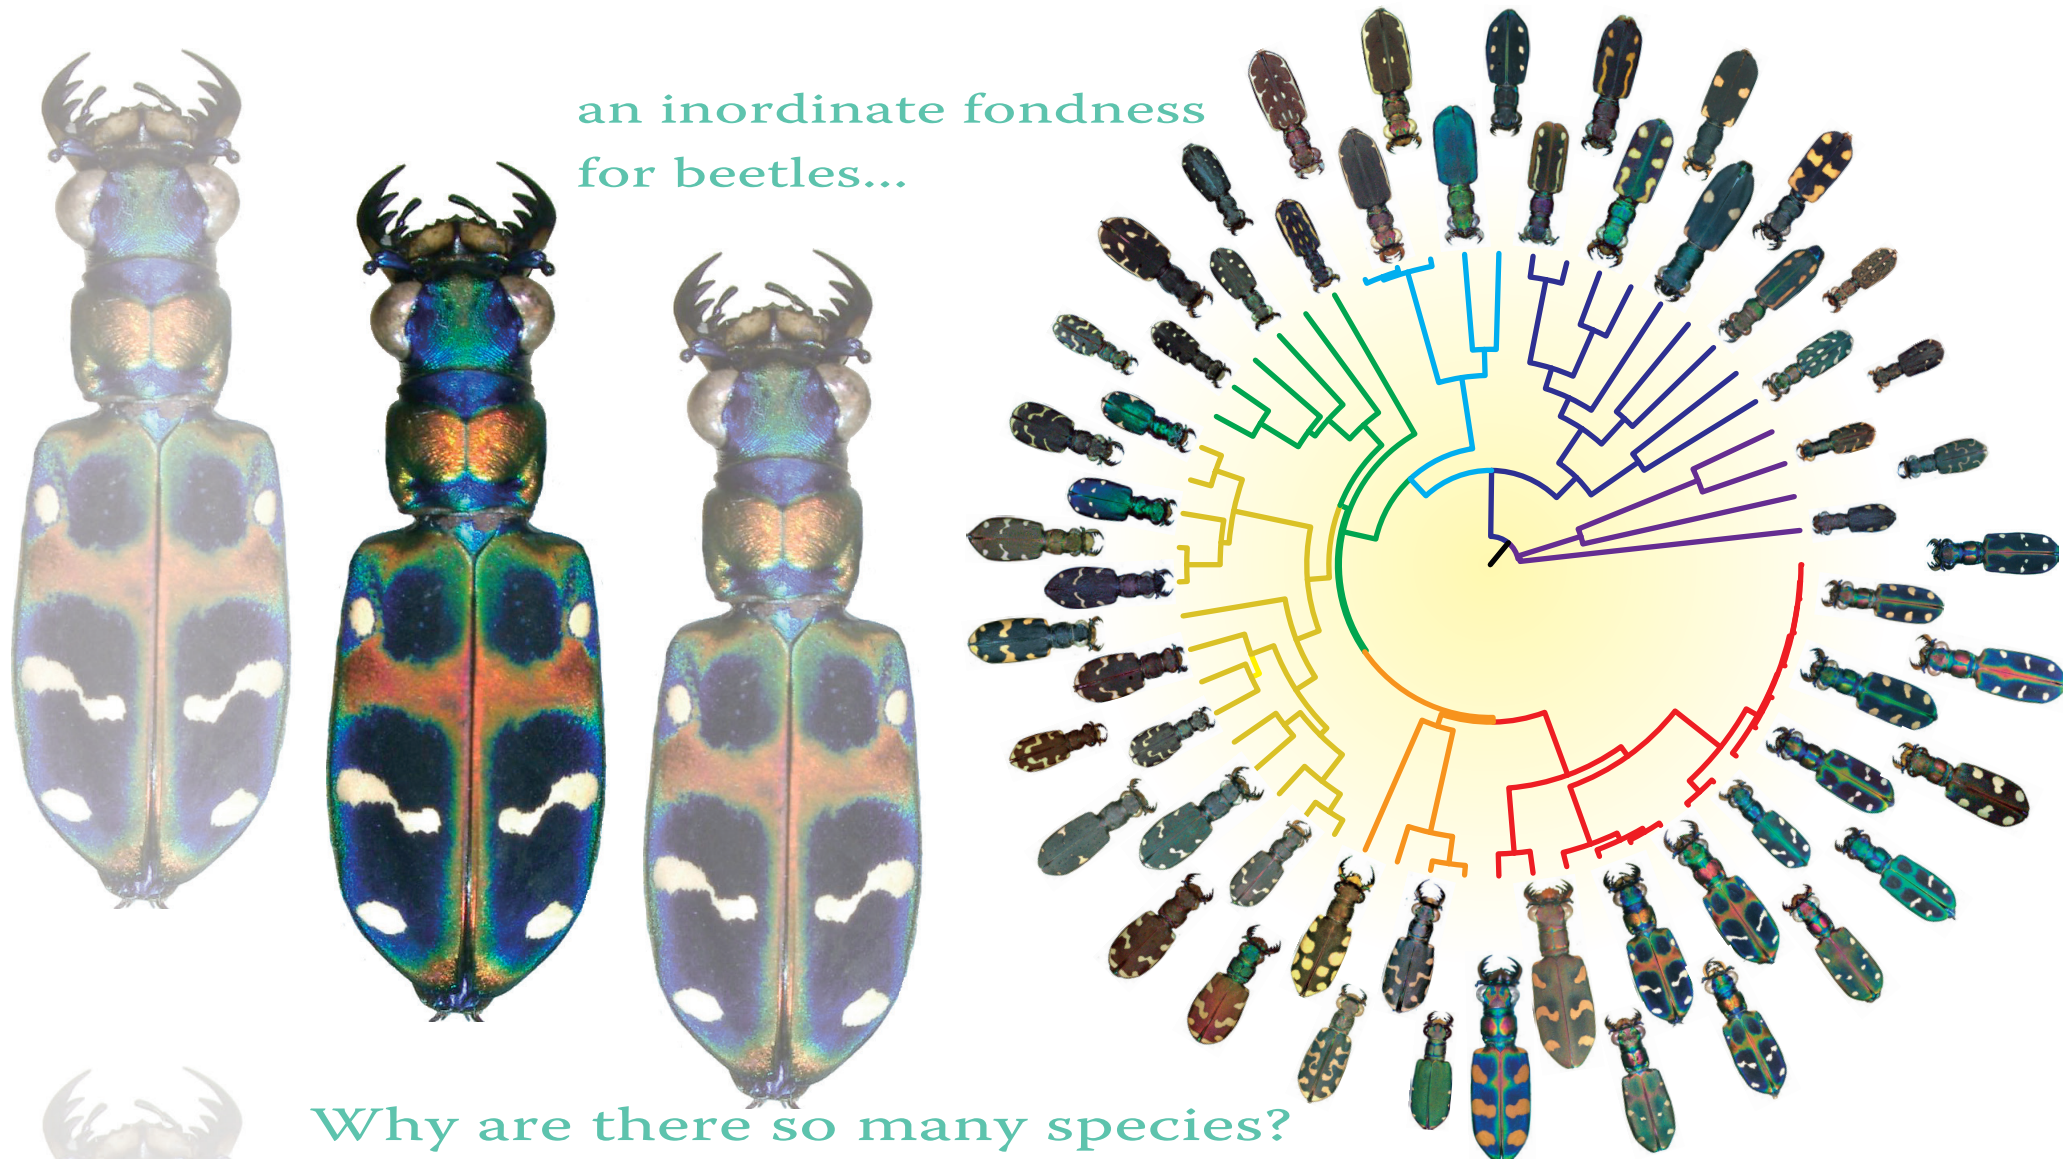 an inordinate fondness
for beetles...
Why are there so many species?